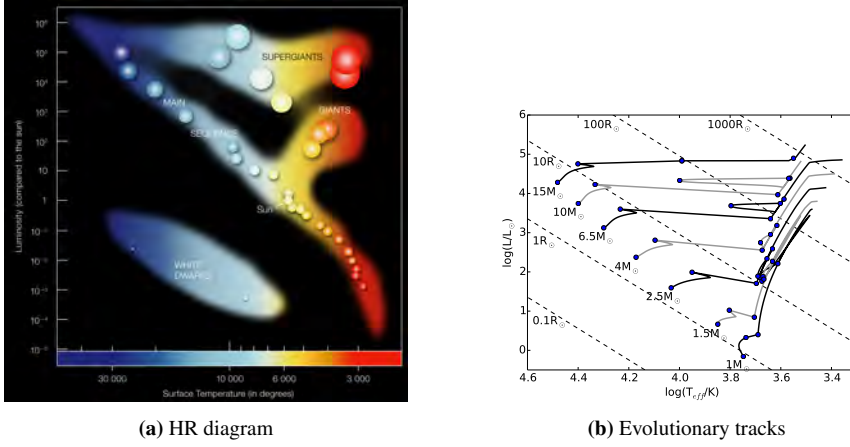 10⁶
10⁴
10³
10²
1
10⁻¹
10⁻²
10⁻³
10⁻⁴
10⁻⁵
Luminosity (compared to the sun)
SUPERGIANTS
MAIN
SEQUENCE
GIANTS
Sun
WHITE
DWARFS
30 000 10 000 6 000 3 000
Surface Temperature (in degrees)
(a) HR diagram
6
5
4
3
2
1
0
log(L/L☉)
100R☉ 1000R☉
10R☉
15M☉
10M☉
1R☉
6.5M☉
4M☉
2.5M☉
0.1R☉
1.5M☉
1M☉
4.6 4.4 4.2 4.0 3.8 3.6 3.4
log(T_eff/K)
(b) Evolutionary tracks